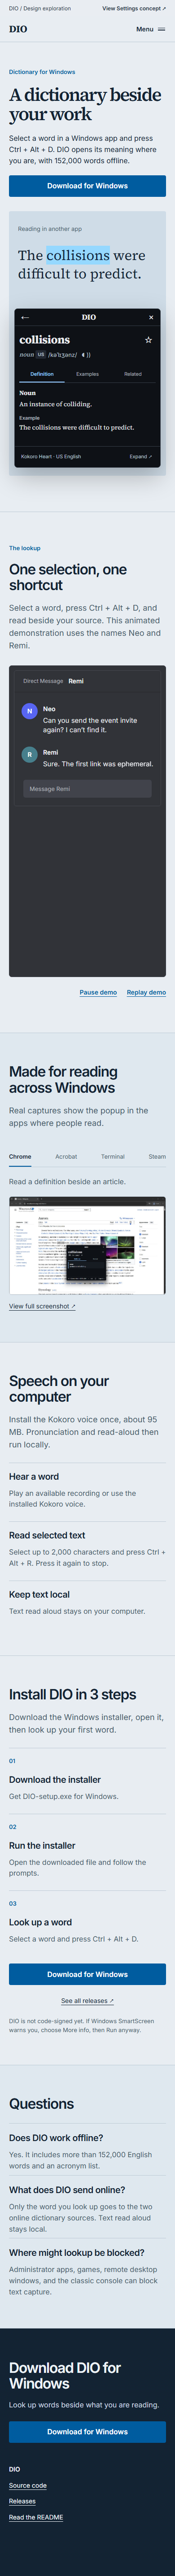 DIO / Design exploration
View Settings concept ↗
DIO
Menu
Dictionary for Windows
A dictionary beside
your work
Select a word in a Windows app and press
Ctrl + Alt + D. DIO opens its meaning where
you are, with 152,000 words offline.
Download for Windows
Reading in another app
The collisions were
difficult to predict.
← DIO ×
collisions ☆
noun US /kəˈlɪʒənz/
Definition Examples Related
Noun
An instance of colliding.
Example
The collisions were difficult to predict.
Kokoro Heart · US English Expand ↗
The lookup
One selection, one
shortcut
Select a word, press Ctrl + Alt + D, and
read beside your source. This animated
demonstration uses the names Neo and
Remi.
Direct Message Remi
N Neo
Can you send the event invite
again? I can't find it.
R Remi
Sure. The first link was ephemeral.
Message Remi
Pause demo Replay demo
Made for reading
across Windows
Real captures show the popup in the
apps where people read.
Chrome Acrobat Terminal Steam
Read a definition beside an article.
View full screenshot ↗
Speech on your
computer
Install the Kokoro voice once, about 95
MB. Pronunciation and read-aloud then
run locally.
Hear a word
Play an available recording or use the
installed Kokoro voice.
Read selected text
Select up to 2,000 characters and press Ctrl +
Alt + R. Press it again to stop.
Keep text local
Text read aloud stays on your computer.
Install DIO in 3 steps
Download the Windows installer, open it,
then look up your first word.
01
Download the installer
Get DIO-setup.exe for Windows.
02
Run the installer
Open the downloaded file and follow the
prompts.
03
Look up a word
Select a word and press Ctrl + Alt + D.
Download for Windows
See all releases ↗
DIO is not code-signed yet. If Windows SmartScreen
warns you, choose More info, then Run anyway.
Questions
Does DIO work offline?
Yes. It includes more than 152,000 English
words and an acronym list.
What does DIO send online?
Only the word you look up goes to the two
online dictionary sources. Text read aloud
stays local.
Where might lookup be blocked?
Administrator apps, games, remote desktop
windows, and the classic console can block
text capture.
Download DIO for
Windows
Look up words beside what you are reading.
Download for Windows
DIO
Source code
Releases
Read the README